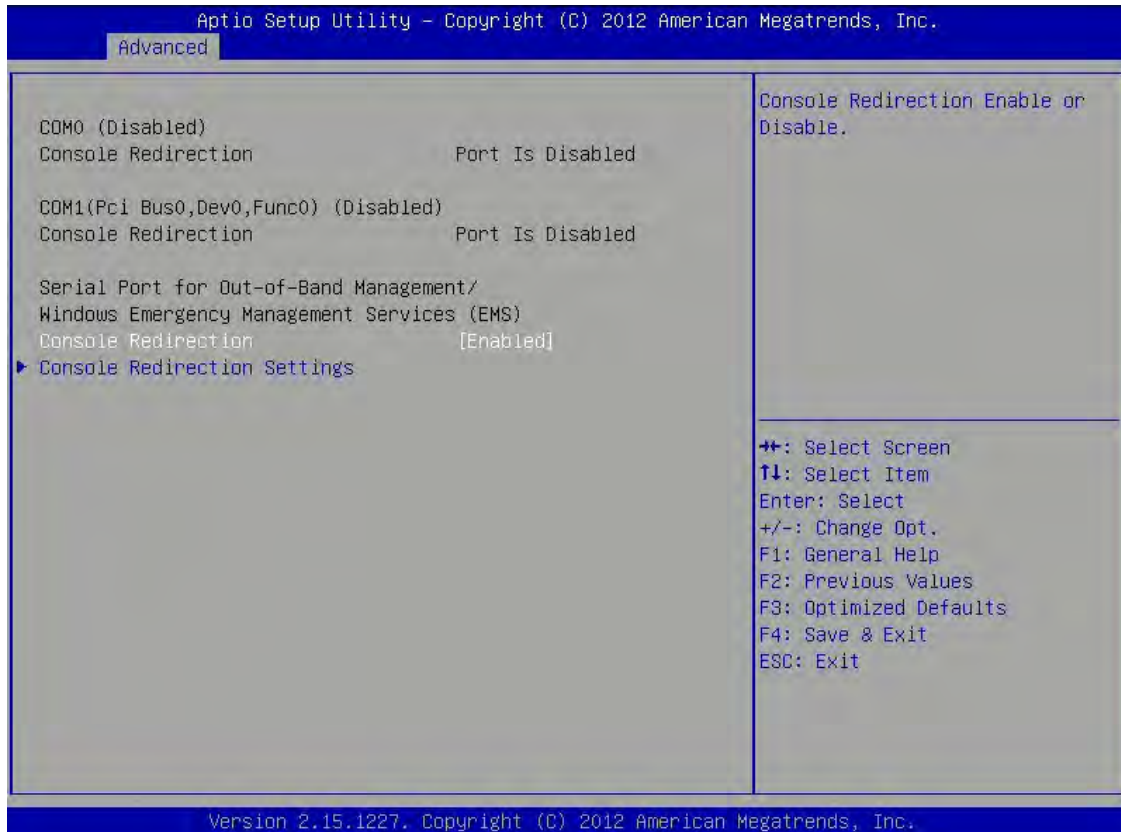 Aptio Setup Utility – Copyright (C) 2012 American Megatrends, Inc.
Advanced
COM0 (Disabled)
Console Redirection Port Is Disabled
COM1(Pci Bus0,Dev0,Func0) (Disabled)
Console Redirection Port Is Disabled
Serial Port for Out-of-Band Management/
Windows Emergency Management Services (EMS)
Console Redirection [Enabled]
▶ Console Redirection Settings
Console Redirection Enable or
Disable.
→←: Select Screen
↑↓: Select Item
Enter: Select
+/-: Change Opt.
F1: General Help
F2: Previous Values
F3: Optimized Defaults
F4: Save & Exit
ESC: Exit
Version 2.15.1227. Copyright (C) 2012 American Megatrends, Inc.